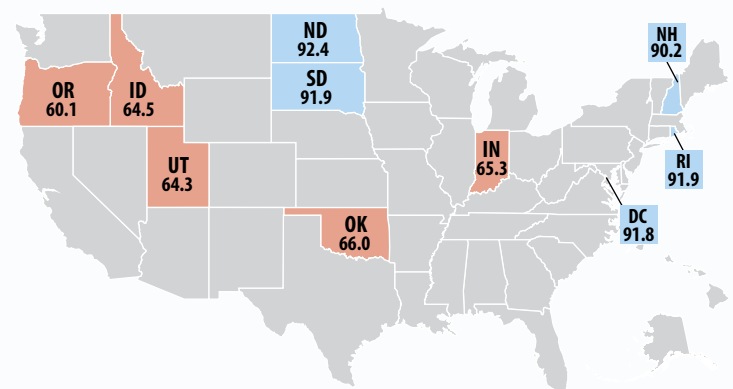 ND
92.4
SD
91.9
NH
90.2
OR
60.1
ID
64.5
UT
64.3
IN
65.3
RI
91.9
OK
66.0
DC
91.8